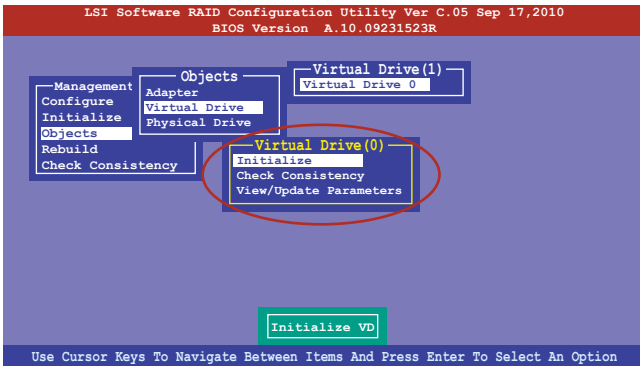 LSI Software RAID Configuration Utility Ver C.05 Sep 17,2010
BIOS Version A.10.09231523R
Management
Configure
Initialize
Objects
Rebuild
Check Consistency
Objects
Adapter
Virtual Drive
Physical Drive
Virtual Drive(1)
Virtual Drive 0
Virtual Drive(0)
Initialize
Check Consistency
View/Update Parameters
Initialize VD
Use Cursor Keys To Navigate Between Items And Press Enter To Select An Option